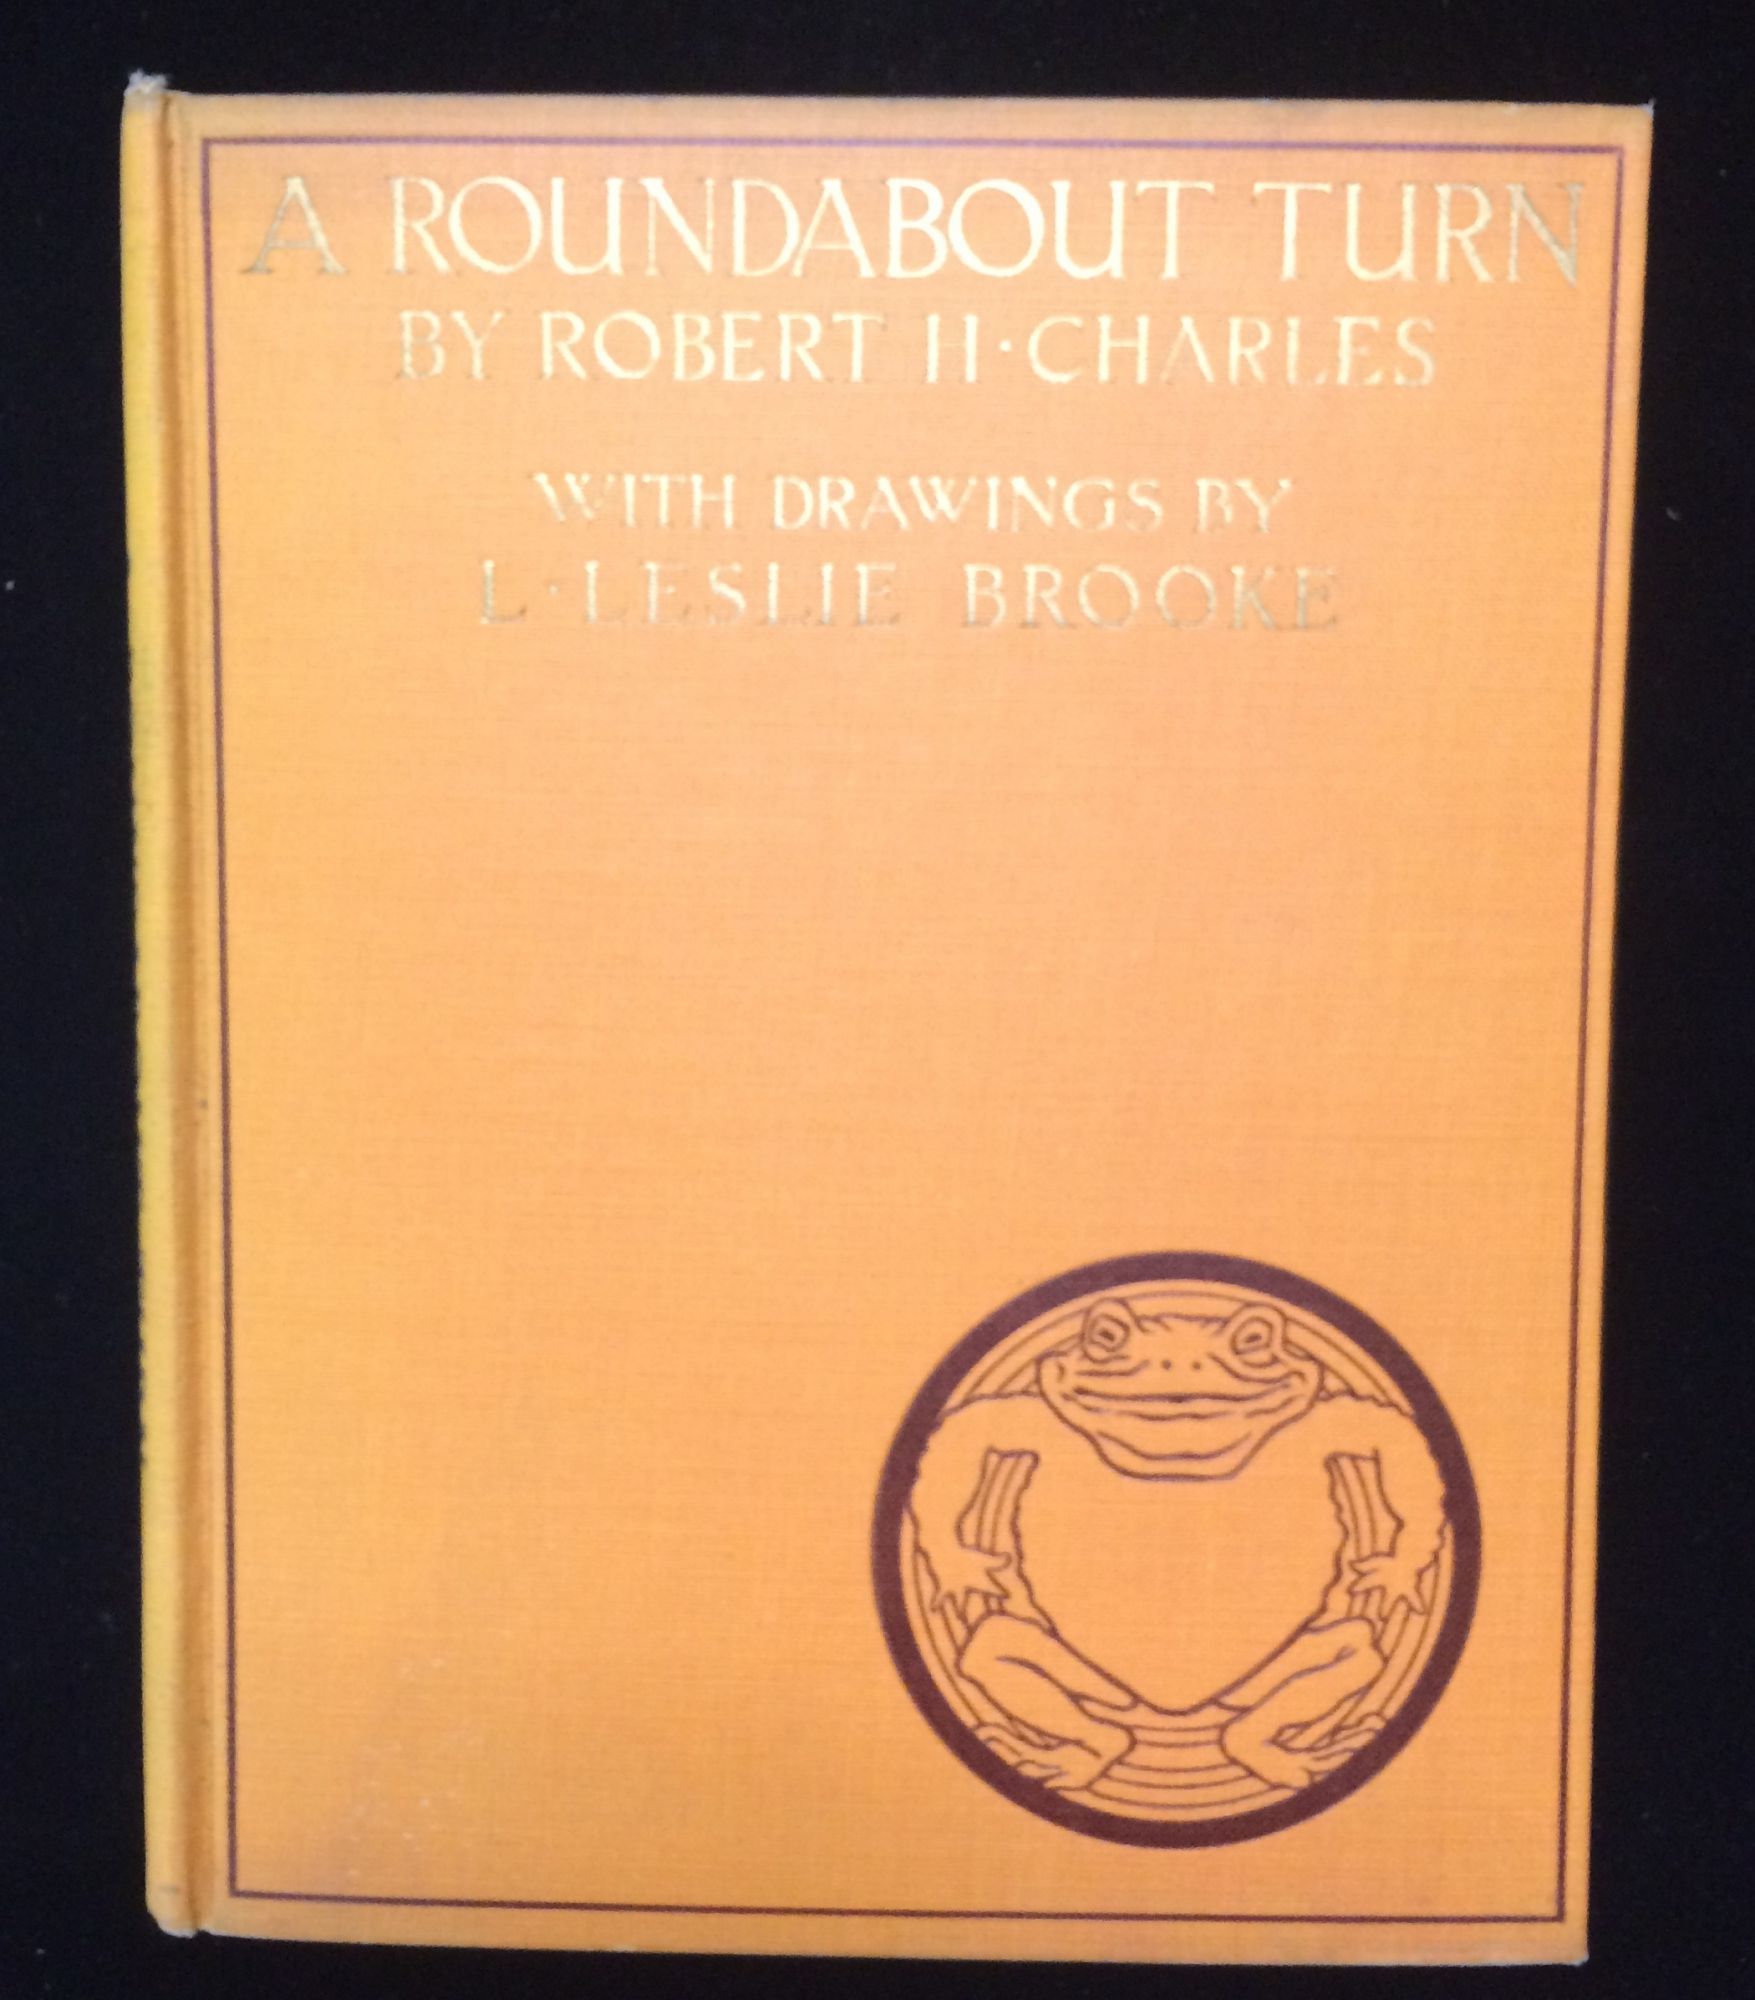 A ROUNDABOUT TURN
BY ROBERT H·CHARLES
WITH DRAWINGS BY
L·LESLIE BROOKE